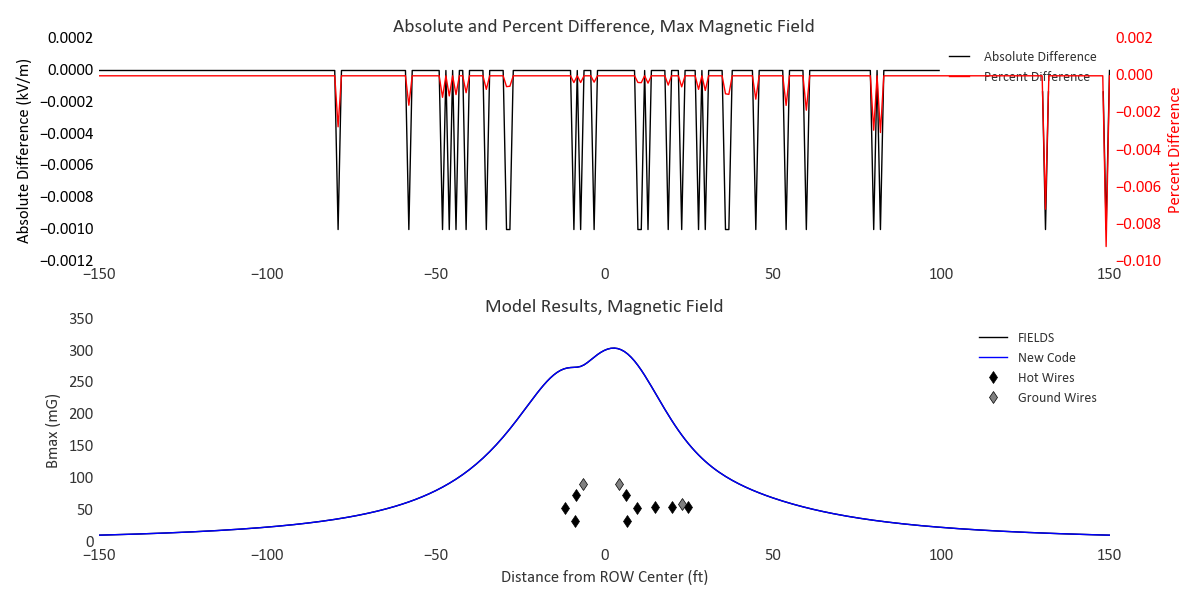 Absolute and Percent Difference, Max Magnetic Field
0.0002
0.0000
−0.0002
−0.0004
−0.0006
−0.0008
−0.0010
−0.0012
Absolute Difference (kV/m)
0.002
0.000
−0.002
−0.004
−0.006
−0.008
−0.010
Percent Difference
Absolute Difference
Percent Difference
−150 −100 −50 0 50 100 150
Model Results, Magnetic Field
350
300
250
200
150
100
50
0
Bmax (mG)
FIELDS
New Code
Hot Wires
Ground Wires
−150 −100 −50 0 50 100 150
Distance from ROW Center (ft)